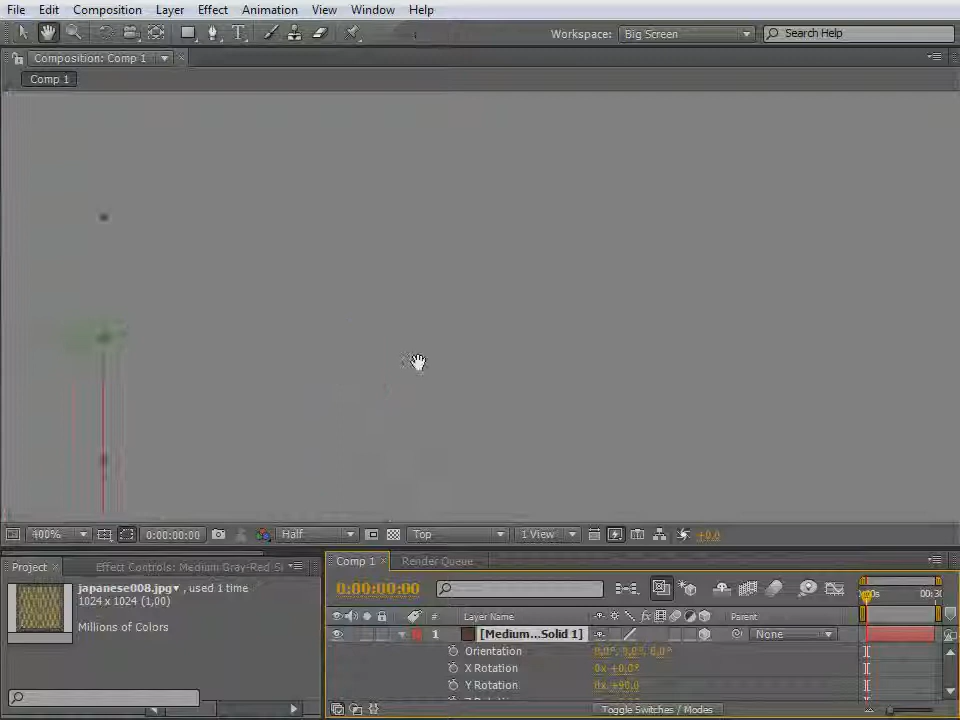 File Edit Composition Layer Effect Animation View Window Help
Workspace: Big Screen Search Help
Composition: Comp 1
Comp 1
400% 0:00:00:00 Half Top 1 View +0,0
Project Effect Controls: Medium Gray-Red S
Comp 1 Render Queue
japanese008.jpg , used 1 time
1024 x 1024 (1,00)
Millions of Colors
0:00:00:00 00:30
# Layer Name Parent
1 [Medium...Solid 1] None
Orientation 0,0°, 0,0°, 0,0°
X Rotation 0x +0,0°
Y Rotation 0x +90,0
Toggle Switches / Modes